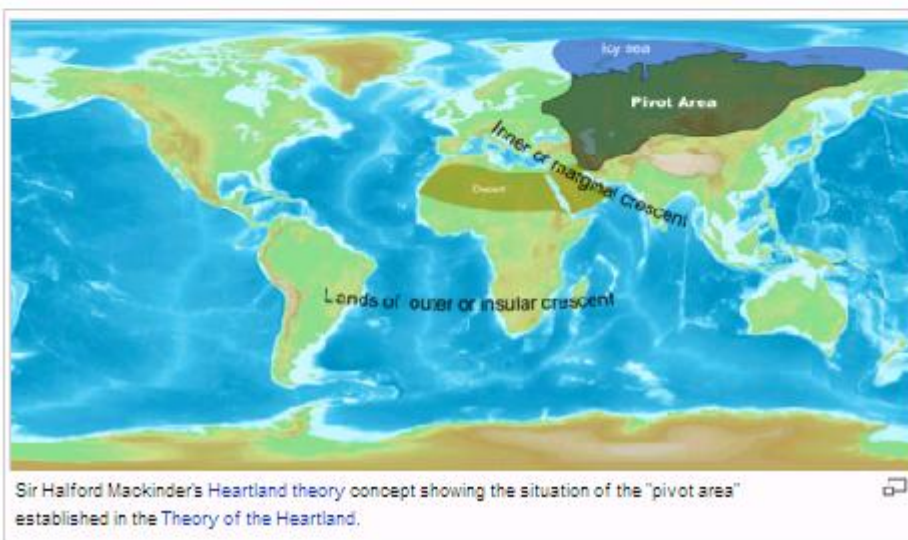 Icy sea
Pivot Area
Inner or marginal crescent
Desert
Lands of outer or insular crescent
Sir Halford Mackinder's Heartland theory concept showing the situation of the "pivot area"
established in the Theory of the Heartland.